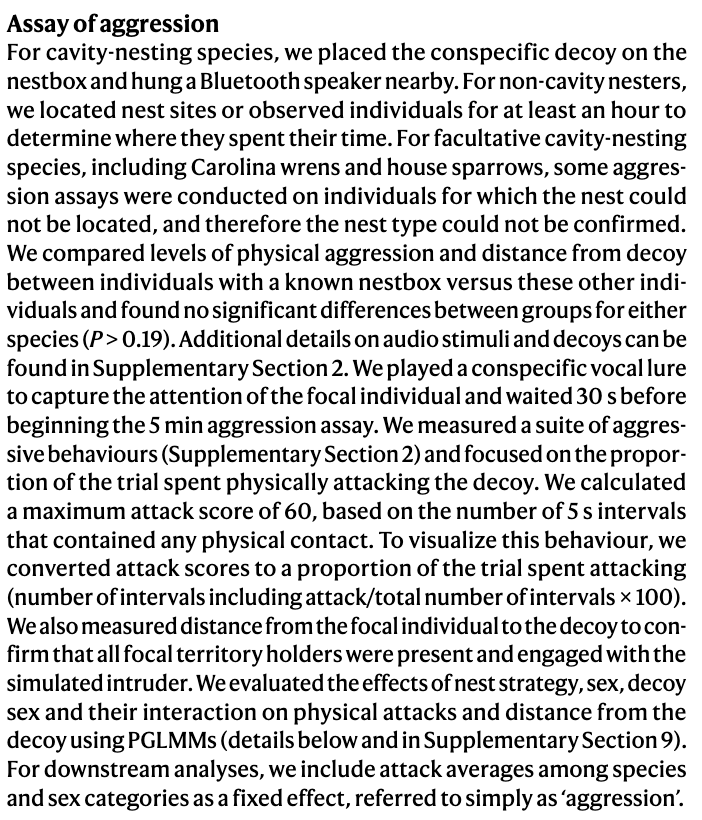 Assay of aggression
For cavity-nesting species, we placed the conspecific decoy on the
nestbox and hung a Bluetooth speaker nearby. For non-cavity nesters,
we located nest sites or observed individuals for at least an hour to
determine where they spent their time. For facultative cavity-nesting
species, including Carolina wrens and house sparrows, some aggres-
sion assays were conducted on individuals for which the nest could
not be located, and therefore the nest type could not be confirmed.
We compared levels of physical aggression and distance from decoy
between individuals with a known nestbox versus these other indi-
viduals and found no significant differences between groups for either
species (P > 0.19). Additional details on audio stimuli and decoys can be
found in Supplementary Section 2. We played a conspecific vocal lure
to capture the attention of the focal individual and waited 30 s before
beginning the 5 min aggression assay. We measured a suite of aggres-
sive behaviours (Supplementary Section 2) and focused on the propor-
tion of the trial spent physically attacking the decoy. We calculated
a maximum attack score of 60, based on the number of 5 s intervals
that contained any physical contact. To visualize this behaviour, we
converted attack scores to a proportion of the trial spent attacking
(number of intervals including attack/total number of intervals × 100).
We also measured distance from the focal individual to the decoy to con-
firm that all focal territory holders were present and engaged with the
simulated intruder. We evaluated the effects of nest strategy, sex, decoy
sex and their interaction on physical attacks and distance from the
decoy using PGLMMs (details below and in Supplementary Section 9).
For downstream analyses, we include attack averages among species
and sex categories as a fixed effect, referred to simply as ‘aggression’.